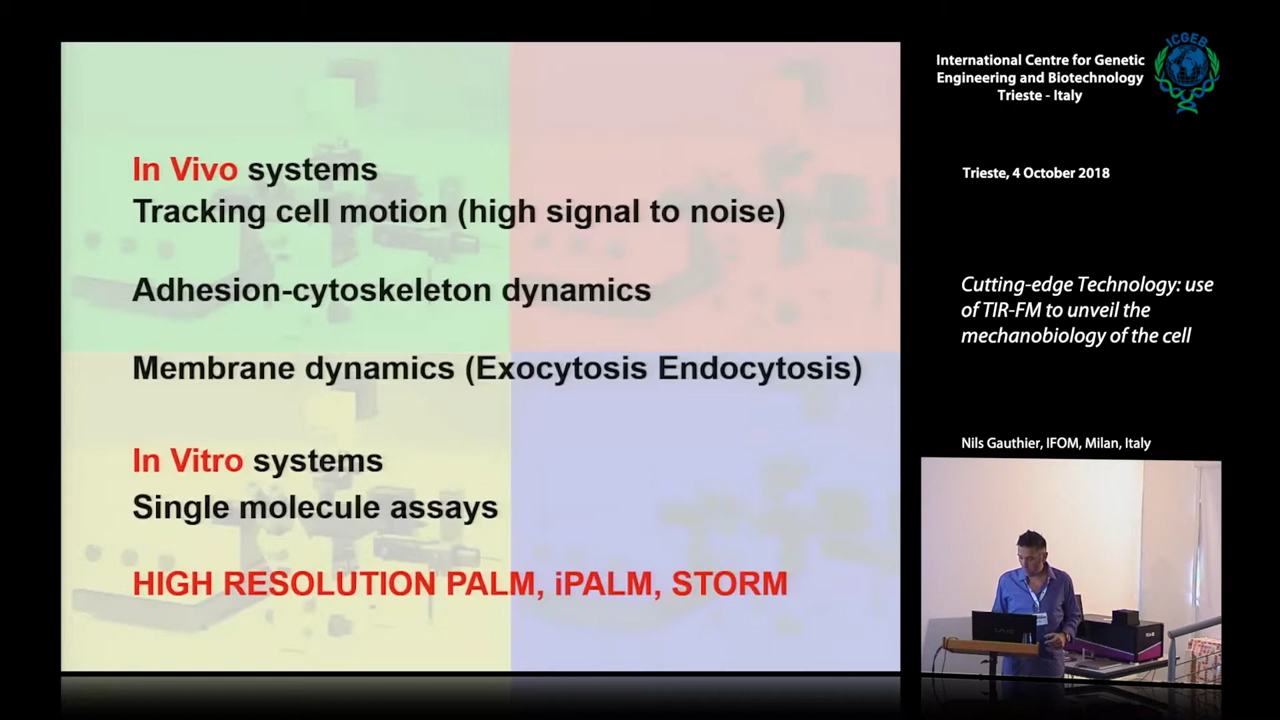 In Vivo systems
Tracking cell motion (high signal to noise)
Adhesion-cytoskeleton dynamics
Membrane dynamics (Exocytosis Endocytosis)
In Vitro systems
Single molecule assays
HIGH RESOLUTION PALM, iPALM, STORM
International Centre for Genetic
Engineering and Biotechnology
Trieste - Italy
ICGEB
Trieste, 4 October 2018
Cutting-edge Technology: use
of TIR-FM to unveil the
mechanobiology of the cell
Nils Gauthier, IFOM, Milan, Italy